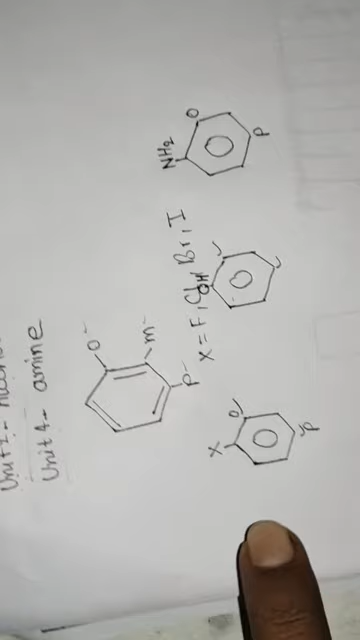 Unit 4 - amine
O⁻
m⁻
p⁻
X
O
p
X = F, Cl, Br, I
OH
NH2
O
p